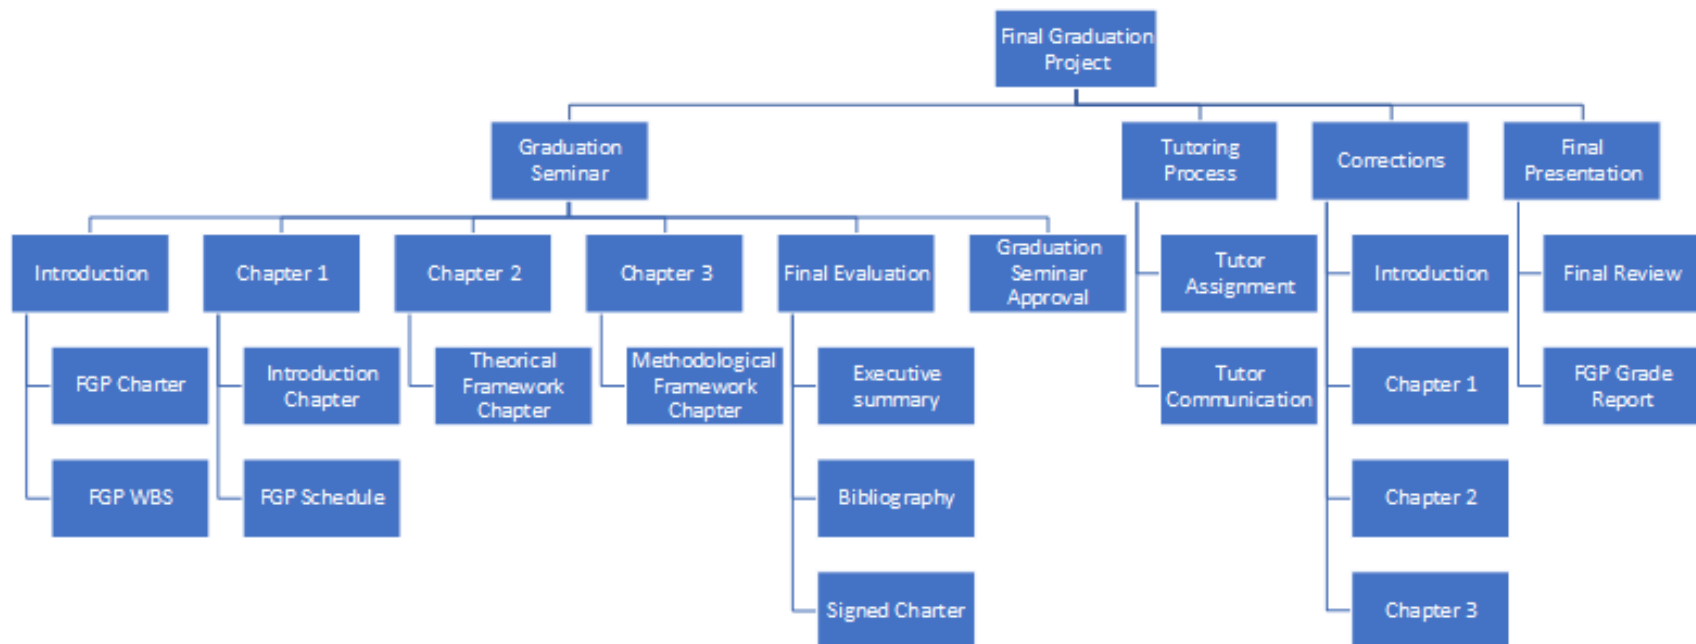 Final Graduation
Project
Graduation
Seminar
Tutoring
Process
Corrections
Final
Presentation
Introduction
Chapter 1
Chapter 2
Chapter 3
Final Evaluation
Graduation
Seminar
Approval
Tutor
Assignment
Introduction
Final Review
FGP Charter
Introduction
Chapter
Theorical
Framework
Chapter
Methodological
Framework
Chapter
Executive
summary
Tutor
Communication
Chapter 1
FGP Grade
Report
FGP WBS
FGP Schedule
Bibliography
Chapter 2
Signed Charter
Chapter 3